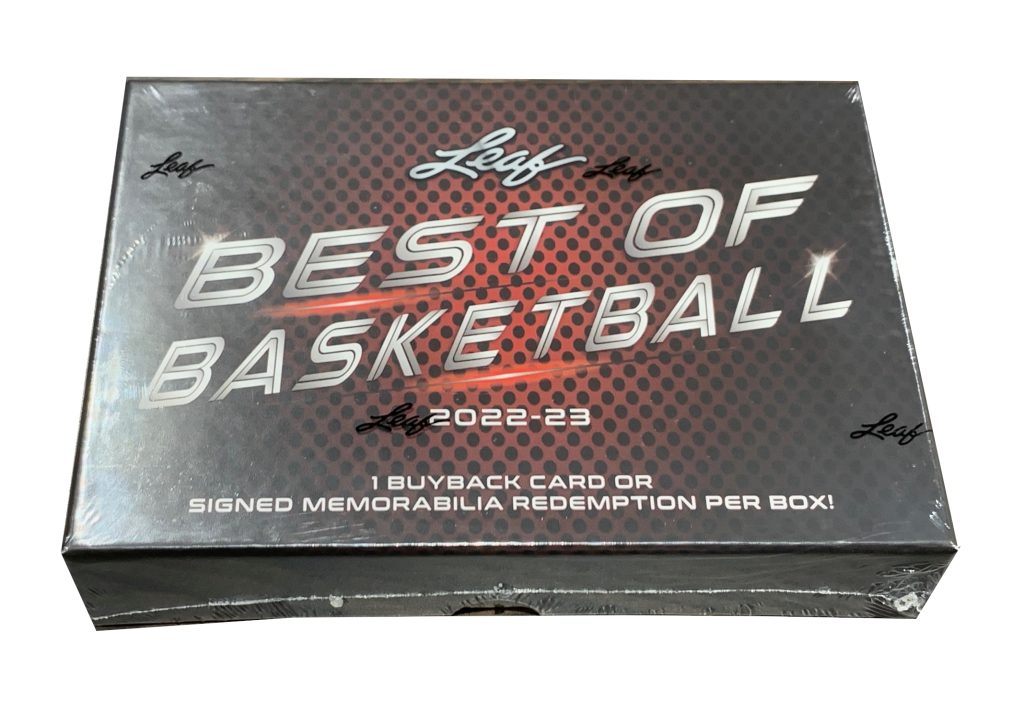 Leaf
Leaf
Leaf
BEST OF
BASKETBALL
Leaf
2022-23
Leaf
1 BUYBACK CARD OR
SIGNED MEMORABILIA REDEMPTION PER BOX!